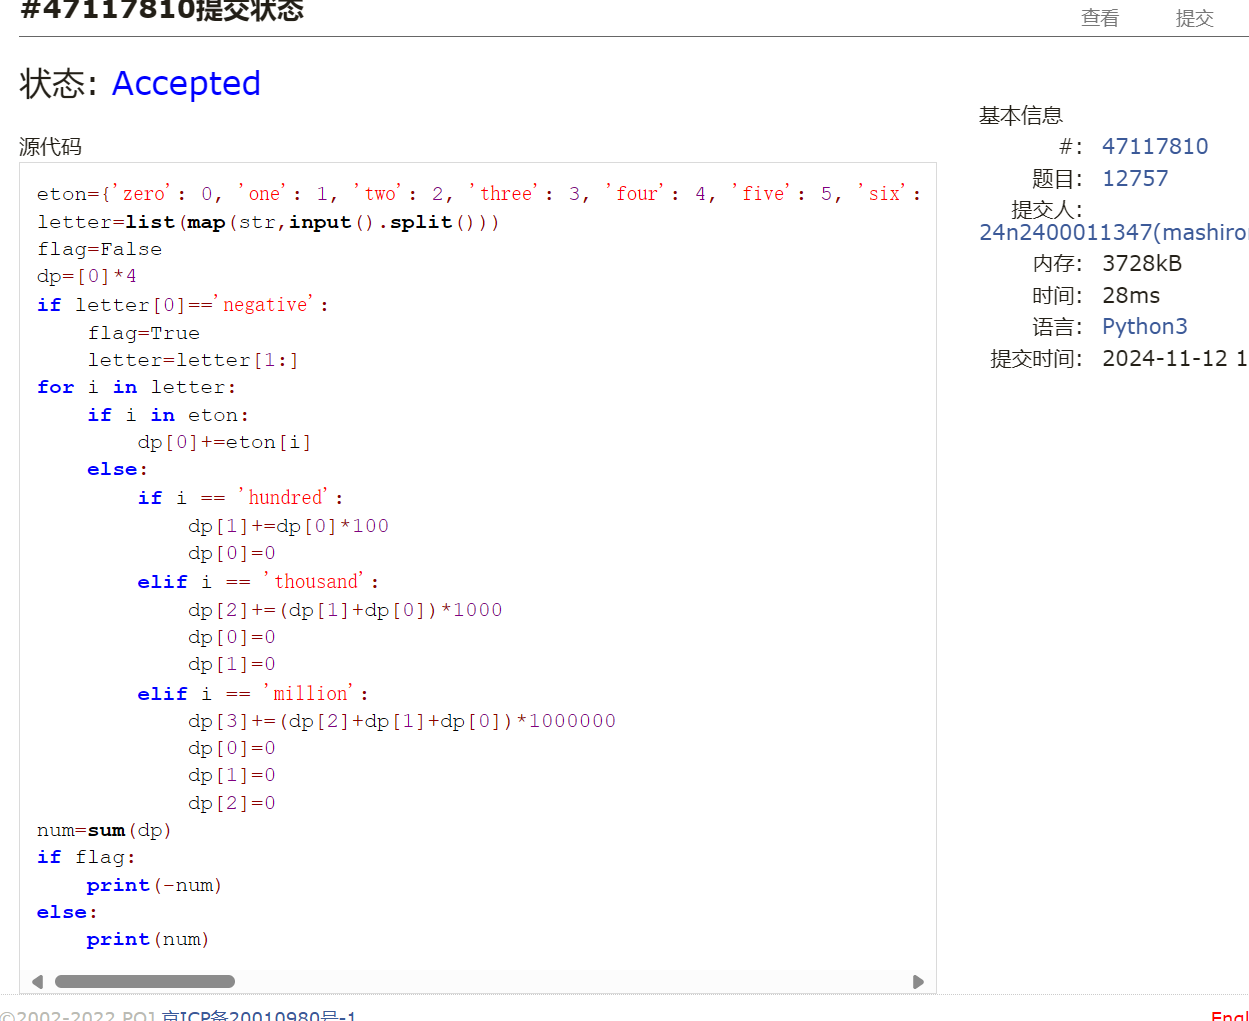 #47117810提交状态
查看 提交
状态: Accepted
源代码
eton={'zero': 0, 'one': 1, 'two': 2, 'three': 3, 'four': 4, 'five': 5, 'six':
letter=list(map(str,input().split()))
flag=False
dp=[0]*4
if letter[0]=='negative':
    flag=True
    letter=letter[1:]
for i in letter:
    if i in eton:
        dp[0]+=eton[i]
    else:
        if i == 'hundred':
            dp[1]+=dp[0]*100
            dp[0]=0
        elif i == 'thousand':
            dp[2]+=(dp[1]+dp[0])*1000
            dp[0]=0
            dp[1]=0
        elif i == 'million':
            dp[3]+=(dp[2]+dp[1]+dp[0])*1000000
            dp[0]=0
            dp[1]=0
            dp[2]=0
num=sum(dp)
if flag:
    print(-num)
else:
    print(num)
基本信息
#: 47117810
题目: 12757
提交人:
24n2400011347(mashiro
内存: 3728kB
时间: 28ms
语言: Python3
提交时间: 2024-11-12 1
©2002-2022 POJ 京ICP备20010980号-1
Engl